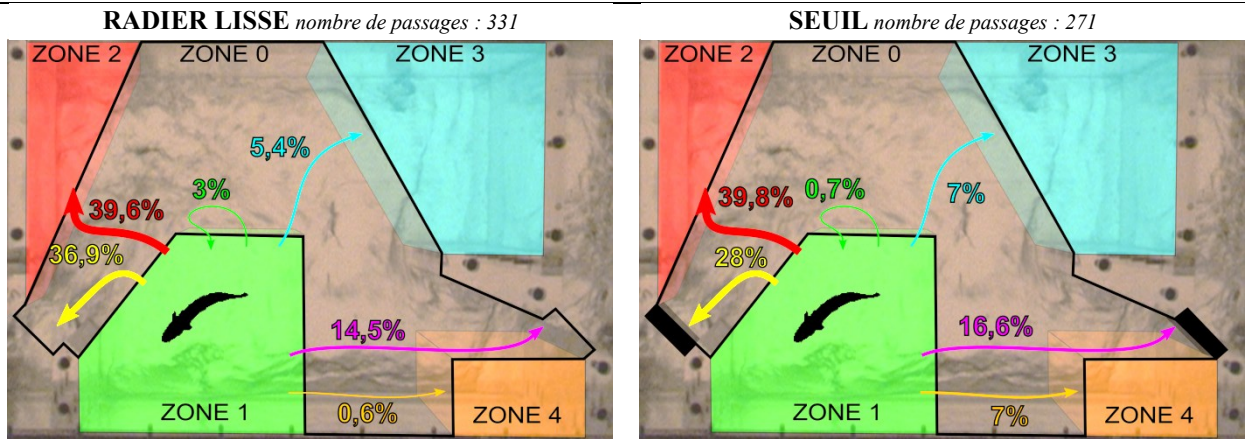 RADIER LISSE nombre de passages : 331
ZONE 2
ZONE 0
ZONE 3
5,4%
3%
39,6%
36,9%
14,5%
0,6%
ZONE 1
ZONE 4
SEUIL nombre de passages : 271
ZONE 2
ZONE 0
ZONE 3
7%
0,7%
39,8%
28%
16,6%
7%
ZONE 1
ZONE 4